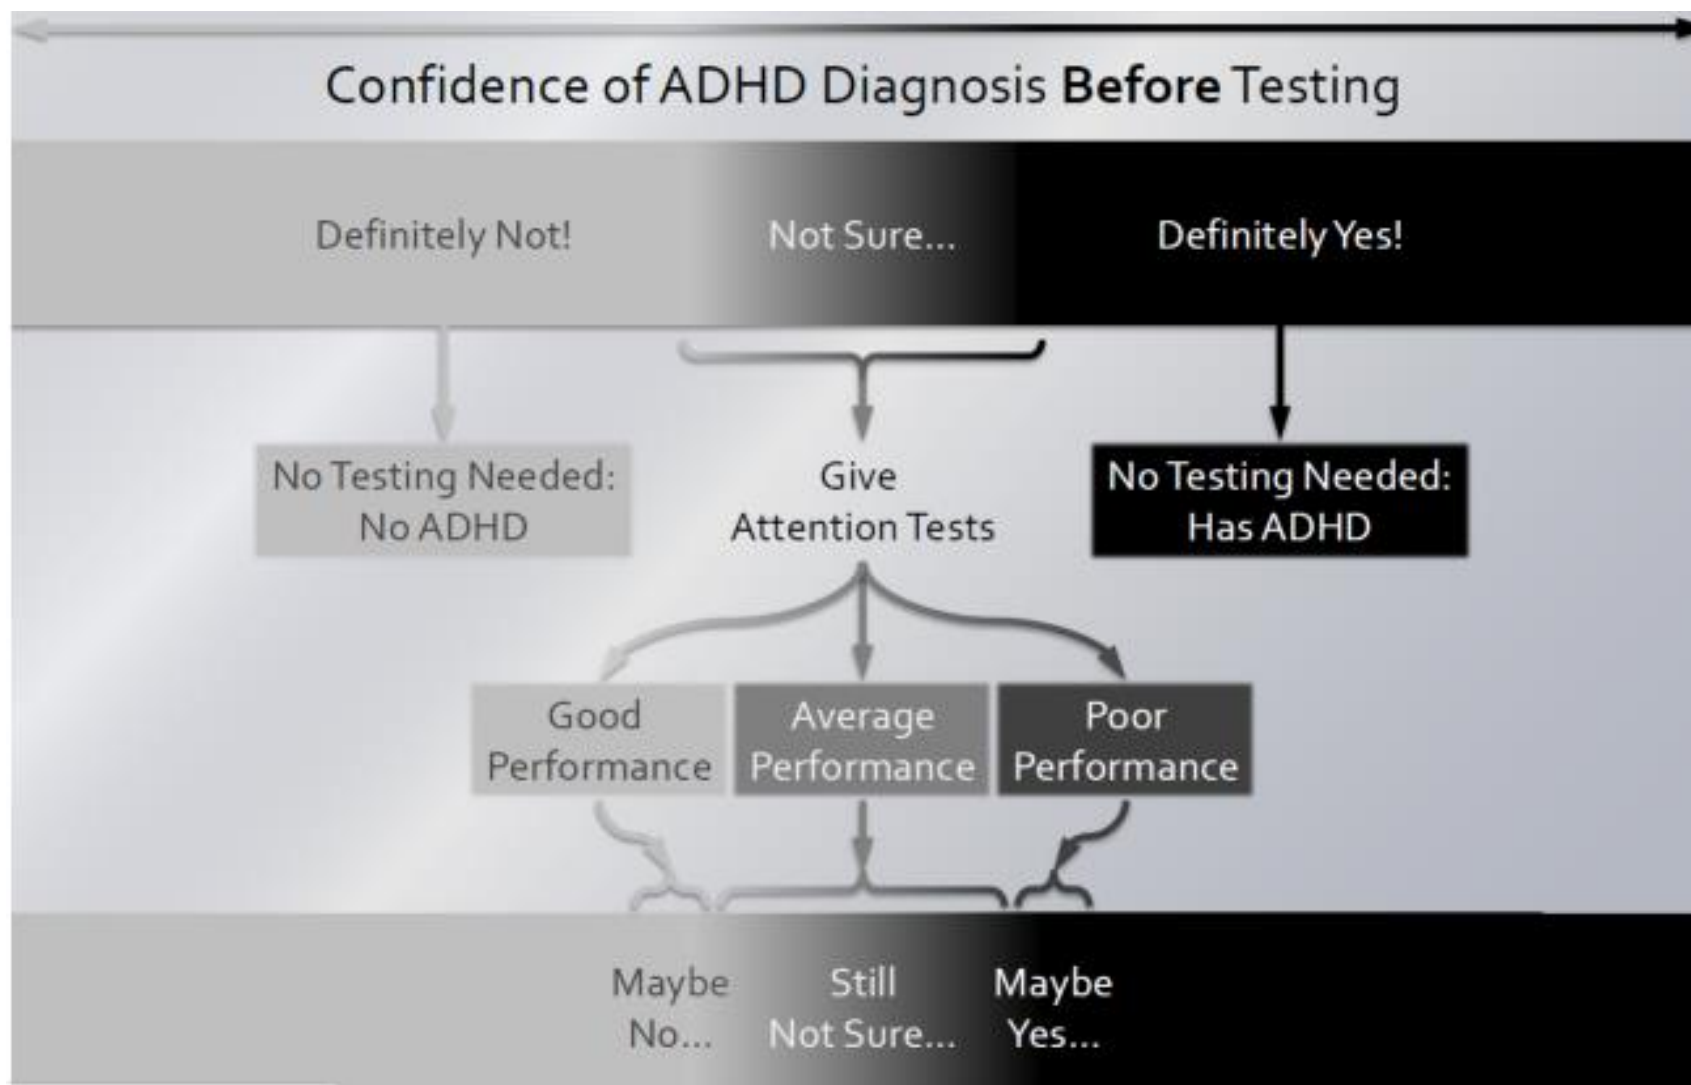 Confidence of ADHD Diagnosis Before Testing
Definitely Not!
Not Sure...
Definitely Yes!
No Testing Needed:
No ADHD
Give
Attention Tests
No Testing Needed:
Has ADHD
Good
Performance
Average
Performance
Poor
Performance
Maybe
No...
Still
Not Sure...
Maybe
Yes...